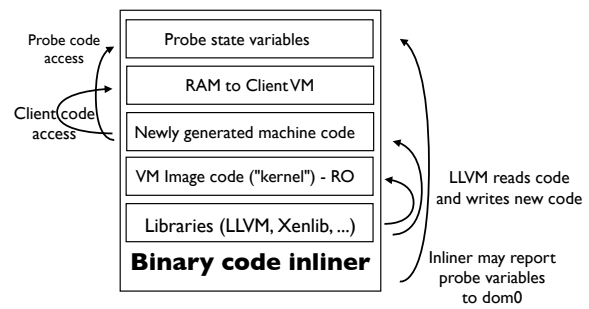 Probe state variables
Probe code
access
RAM to Client VM
Client code
access
Newly generated machine code
VM Image code ("kernel") - RO
LLVM reads code
and writes new code
Libraries (LLVM, Xenlib, ...)
Binary code inliner
Inliner may report
probe variables
to dom0